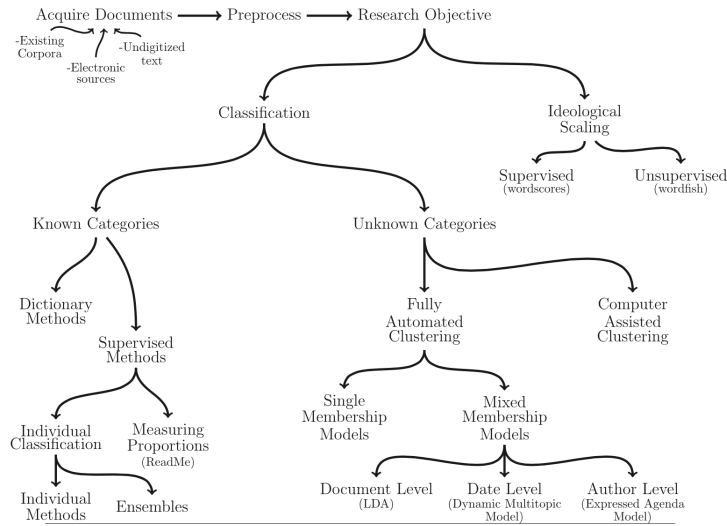 Acquire Documents
Preprocess
Research Objective
-Existing
Corpora
-Electronic
sources
-Undigitized
text
Classification
Ideological
Scaling
Supervised
(wordscores)
Unsupervised
(wordfish)
Known Categories
Unknown Categories
Dictionary
Methods
Supervised
Methods
Fully
Automated
Clustering
Computer
Assisted
Clustering
Individual
Classification
Measuring
Proportions
(ReadMe)
Single
Membership
Models
Mixed
Membership
Models
Individual
Methods
Ensembles
Document Level
(LDA)
Date Level
(Dynamic Multitopic
Model)
Author Level
(Expressed Agenda
Model)